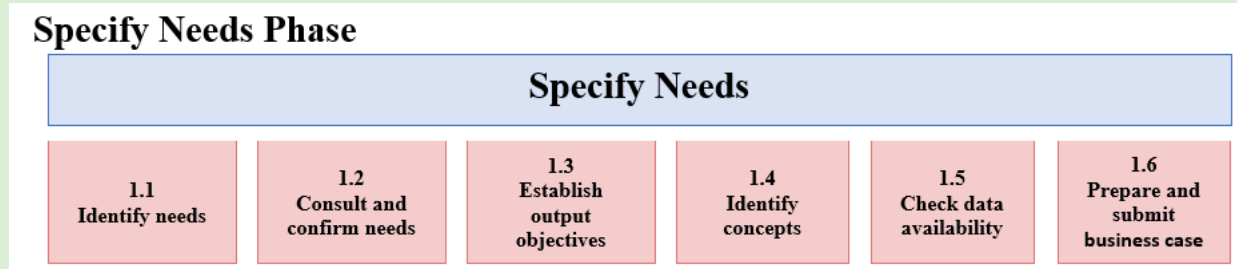 Specify Needs Phase
Specify Needs
1.1
Identify needs
1.2
Consult and
confirm needs
1.3
Establish
output
objectives
1.4
Identify
concepts
1.5
Check data
availability
1.6
Prepare and
submit
business case